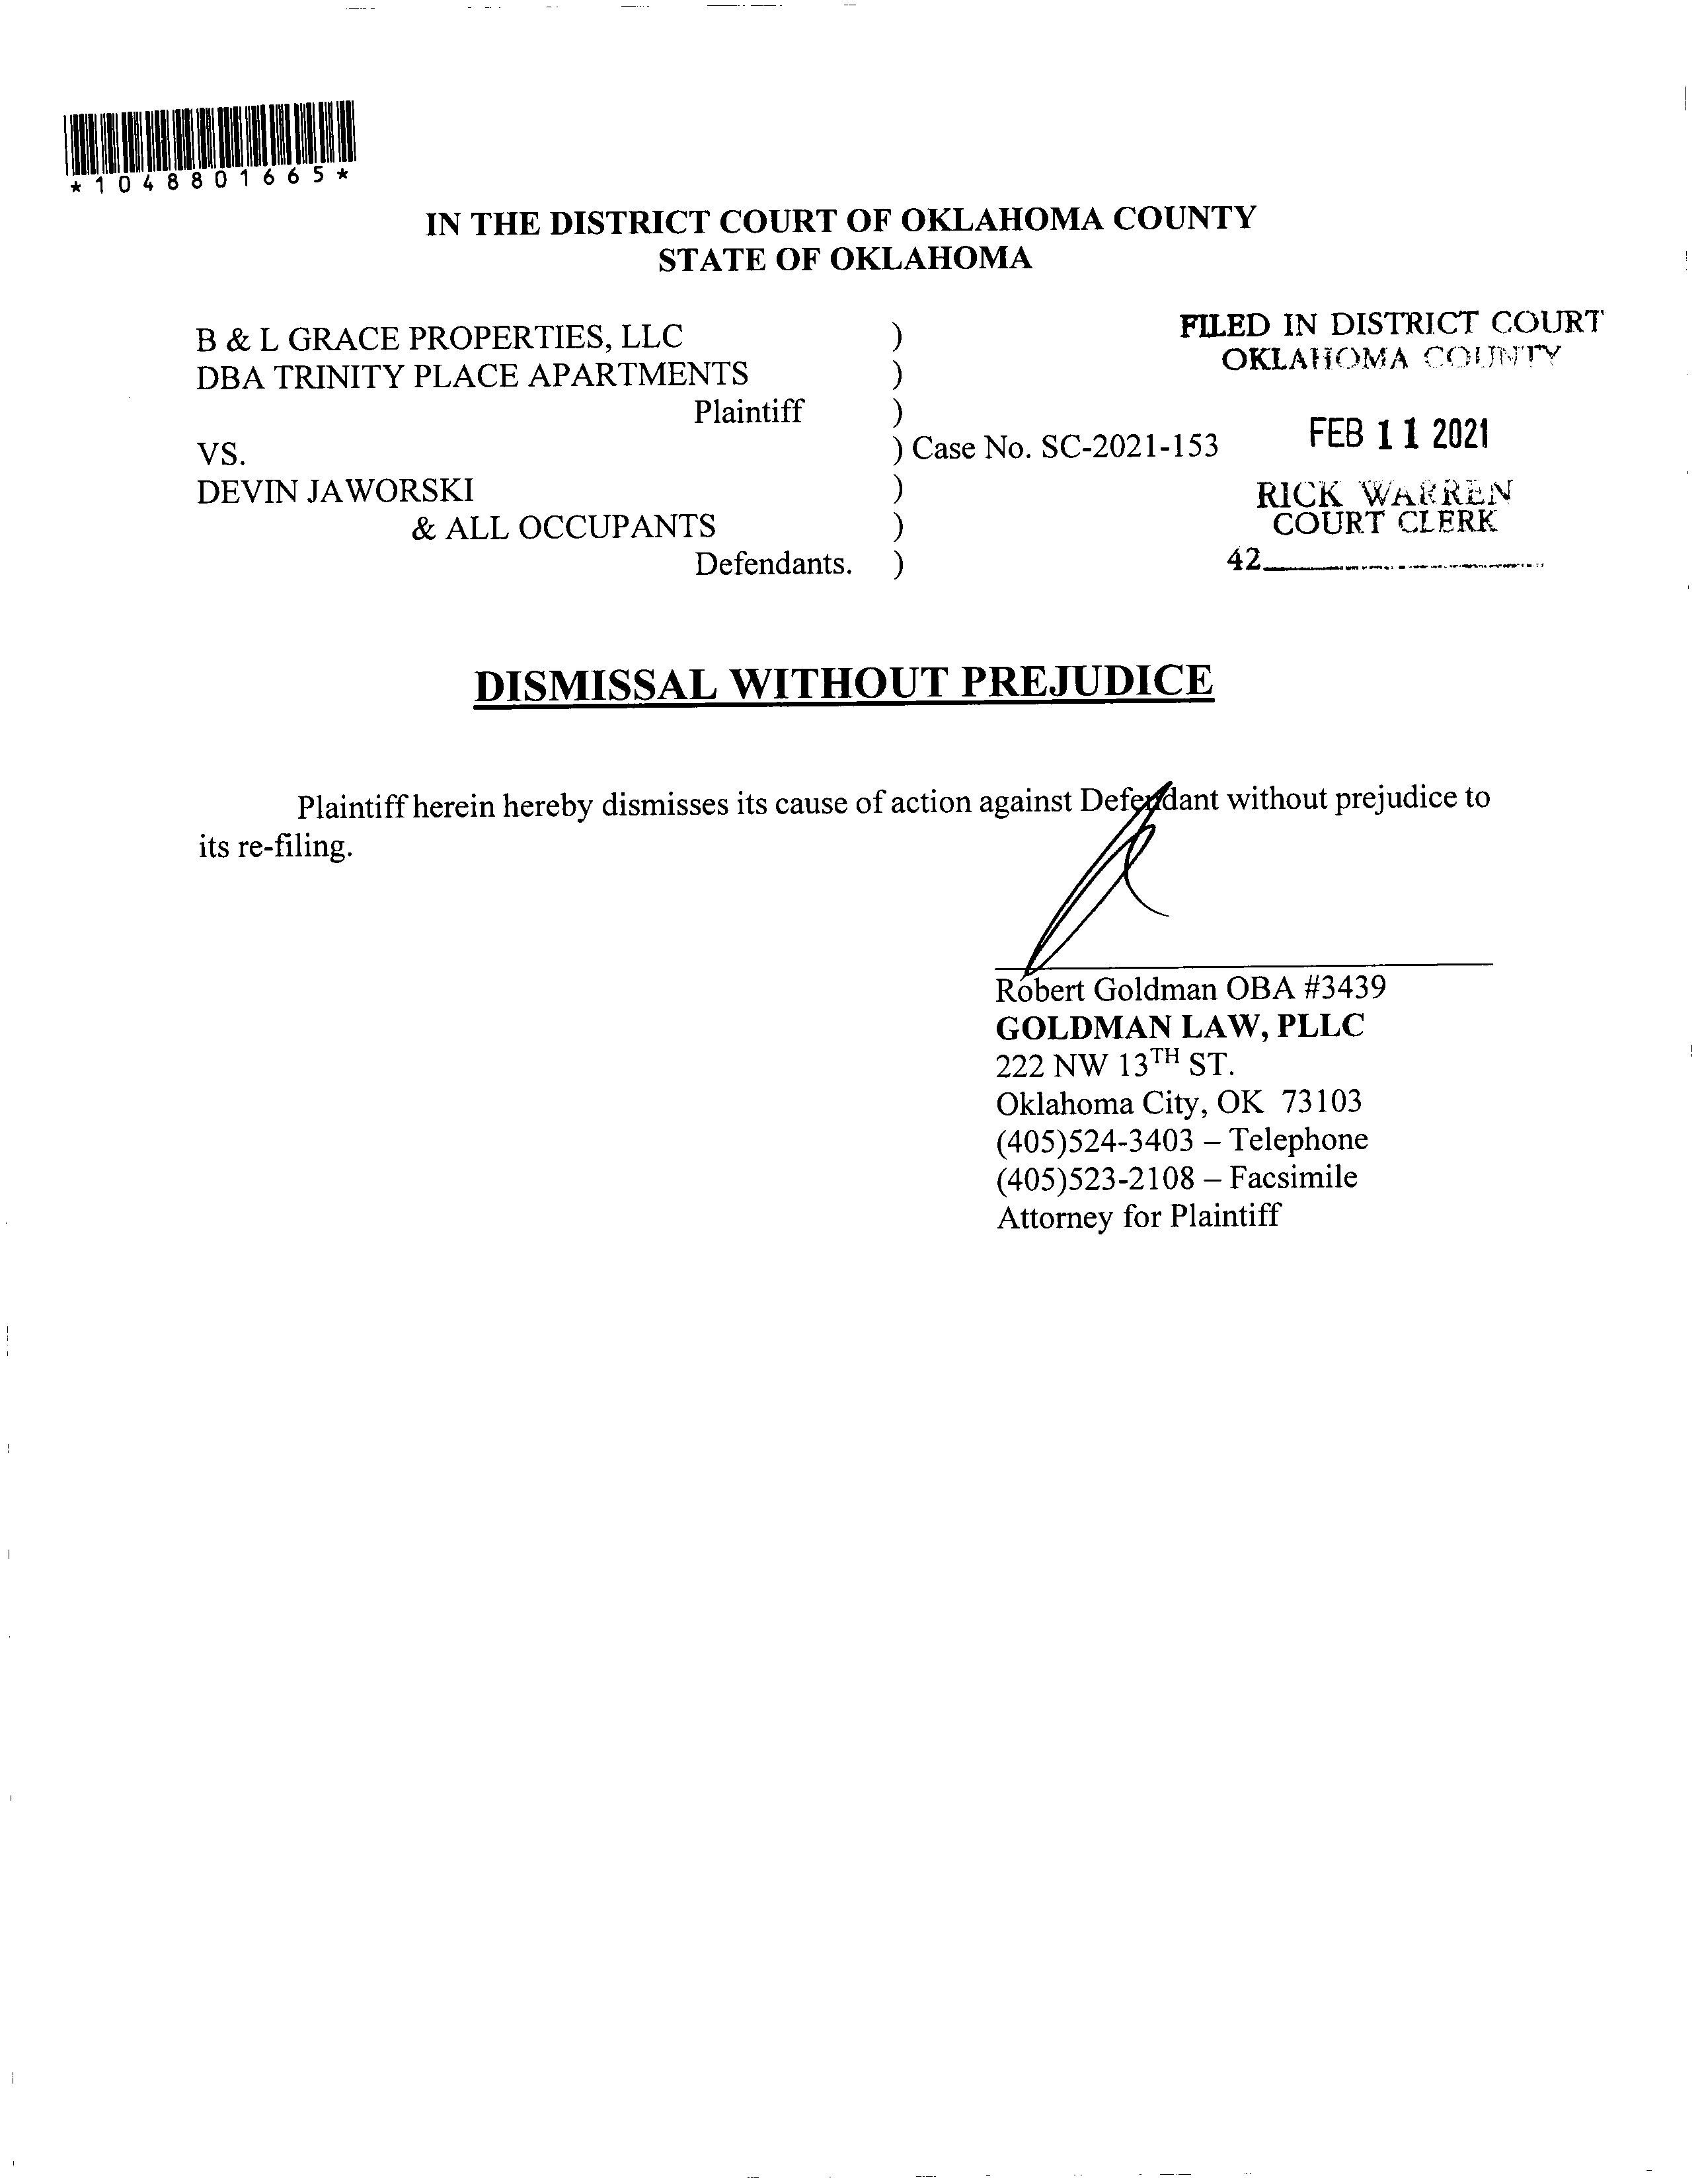 *1048801665*
IN THE DISTRICT COURT OF OKLAHOMA COUNTY
STATE OF OKLAHOMA
B & L GRACE PROPERTIES, LLC )
DBA TRINITY PLACE APARTMENTS )
Plaintiff )
VS. ) Case No. SC-2021-153
DEVIN JAWORSKI )
& ALL OCCUPANTS )
Defendants. )
FILED IN DISTRICT COURT
OKLAHOMA COUNTY
FEB 11 2021
RICK WARREN
COURT CLERK
42
DISMISSAL WITHOUT PREJUDICE
Plaintiff herein hereby dismisses its cause of action against Defendant without prejudice to
its re-filing.
Robert Goldman OBA #3439
GOLDMAN LAW, PLLC
222 NW 13TH ST.
Oklahoma City, OK 73103
(405)524-3403 – Telephone
(405)523-2108 – Facsimile
Attorney for Plaintiff